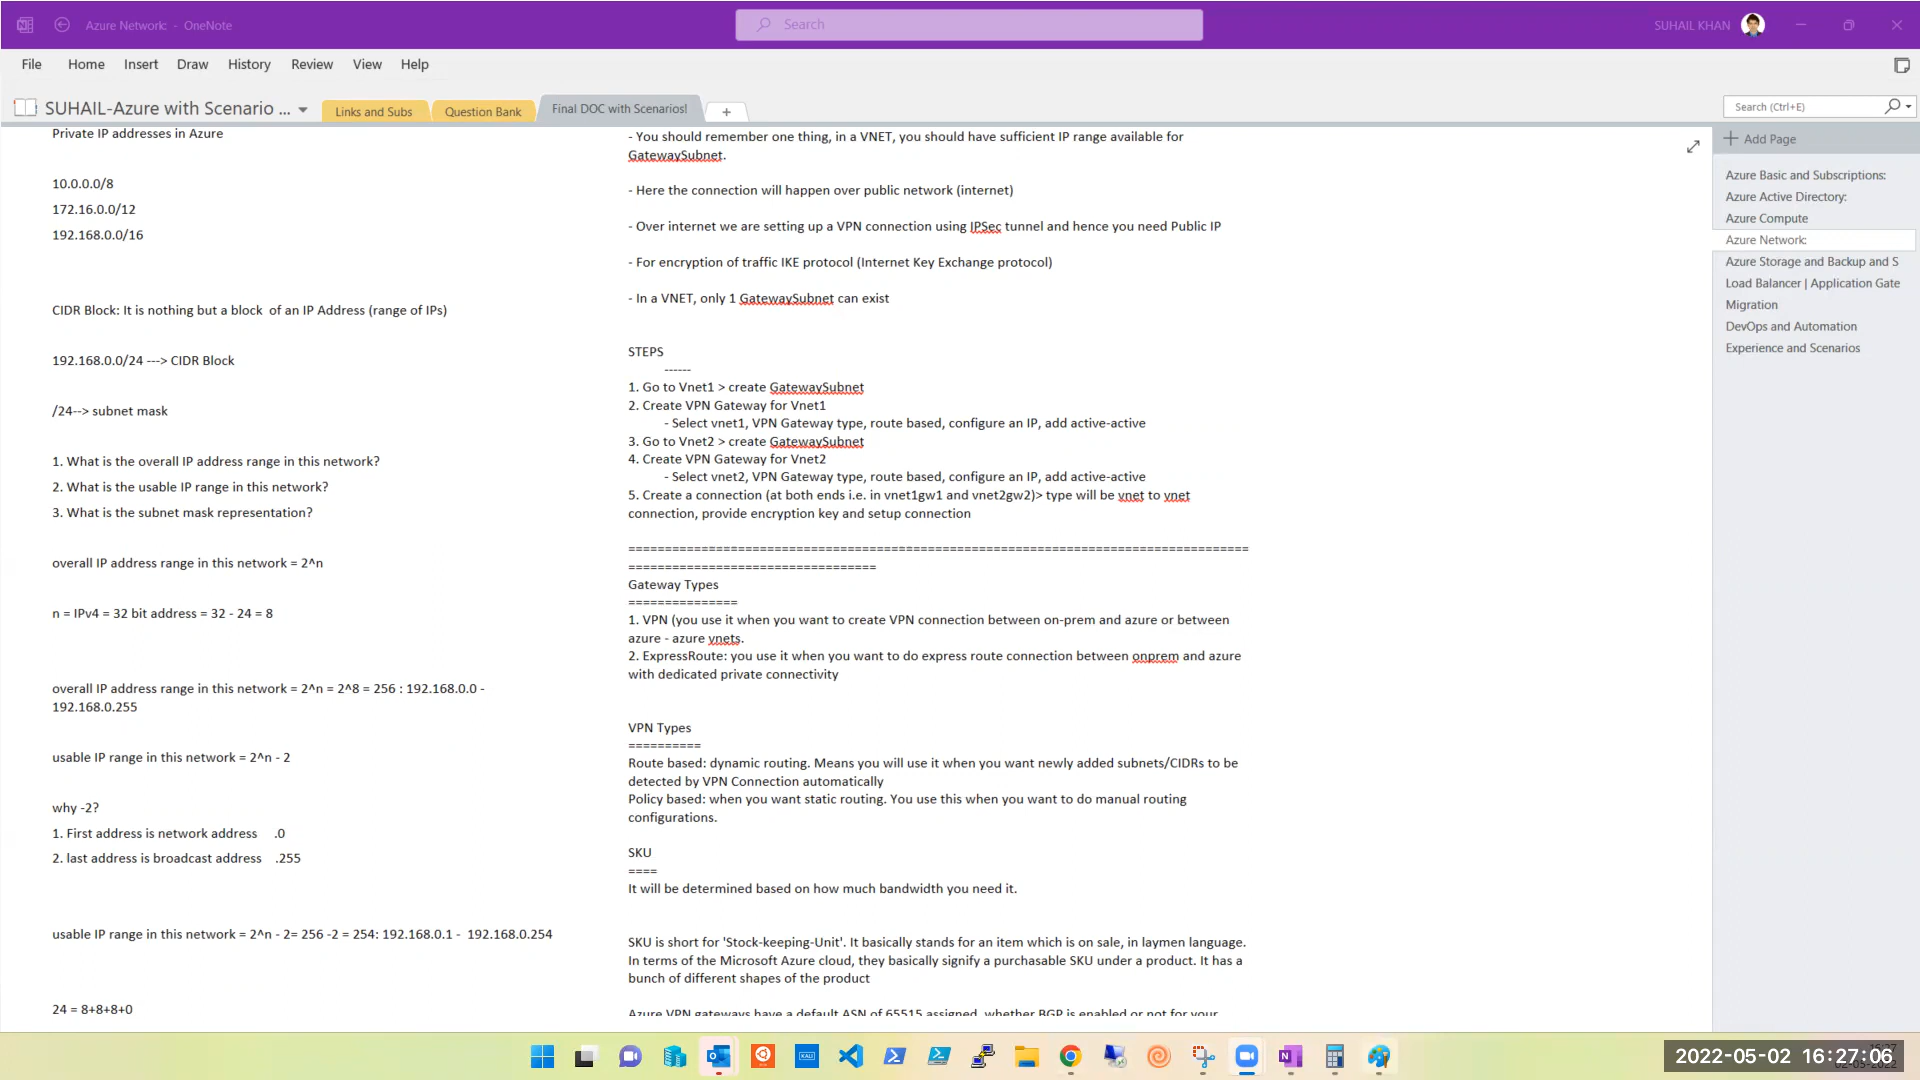 Azure Network: - OneNote
Search
SUHAIL KHAN
File Home Insert Draw History Review View Help
SUHAIL-Azure with Scenario ...
Links and Subs
Question Bank
Final DOC with Scenarios!
+
Search (Ctrl+E)
Private IP addresses in Azure
10.0.0.0/8
172.16.0.0/12
192.168.0.0/16
CIDR Block: It is nothing but a block of an IP Address (range of IPs)
192.168.0.0/24 ---> CIDR Block
/24--> subnet mask
1. What is the overall IP address range in this network?
2. What is the usable IP range in this network?
3. What is the subnet mask representation?
overall IP address range in this network = 2^n
n = IPv4 = 32 bit address = 32 - 24 = 8
overall IP address range in this network = 2^n = 2^8 = 256 : 192.168.0.0 -
192.168.0.255
usable IP range in this network = 2^n - 2
why -2?
1. First address is network address .0
2. last address is broadcast address .255
usable IP range in this network = 2^n - 2= 256 -2 = 254: 192.168.0.1 - 192.168.0.254
24 = 8+8+8+0
- You should remember one thing, in a VNET, you should have sufficient IP range available for
GatewaySubnet.
- Here the connection will happen over public network (internet)
- Over internet we are setting up a VPN connection using IPSec tunnel and hence you need Public IP
- For encryption of traffic IKE protocol (Internet Key Exchange protocol)
- In a VNET, only 1 GatewaySubnet can exist
STEPS
------
1. Go to Vnet1 > create GatewaySubnet
2. Create VPN Gateway for Vnet1
- Select vnet1, VPN Gateway type, route based, configure an IP, add active-active
3. Go to Vnet2 > create GatewaySubnet
4. Create VPN Gateway for Vnet2
- Select vnet2, VPN Gateway type, route based, configure an IP, add active-active
5. Create a connection (at both ends i.e. in vnet1gw1 and vnet2gw2)> type will be vnet to vnet
connection, provide encryption key and setup connection
=====================================================================================
==================================
Gateway Types
===============
1. VPN (you use it when you want to create VPN connection between on-prem and azure or between
azure - azure vnets.
2. ExpressRoute: you use it when you want to do express route connection between onprem and azure
with dedicated private connectivity
VPN Types
==========
Route based: dynamic routing. Means you will use it when you want newly added subnets/CIDRs to be
detected by VPN Connection automatically
Policy based: when you want static routing. You use this when you want to do manual routing
configurations.
SKU
====
It will be determined based on how much bandwidth you need it.
SKU is short for 'Stock-keeping-Unit'. It basically stands for an item which is on sale, in laymen language.
In terms of the Microsoft Azure cloud, they basically signify a purchasable SKU under a product. It has a
bunch of different shapes of the product
Azure VPN gateways have a default ASN of 65515 assigned, whether BGP is enabled or not for your
Add Page
Azure Basic and Subscriptions:
Azure Active Directory:
Azure Compute
Azure Network:
Azure Storage and Backup and S
Load Balancer | Application Gate
Migration
DevOps and Automation
Experience and Scenarios
2022-05-02 16:27:06